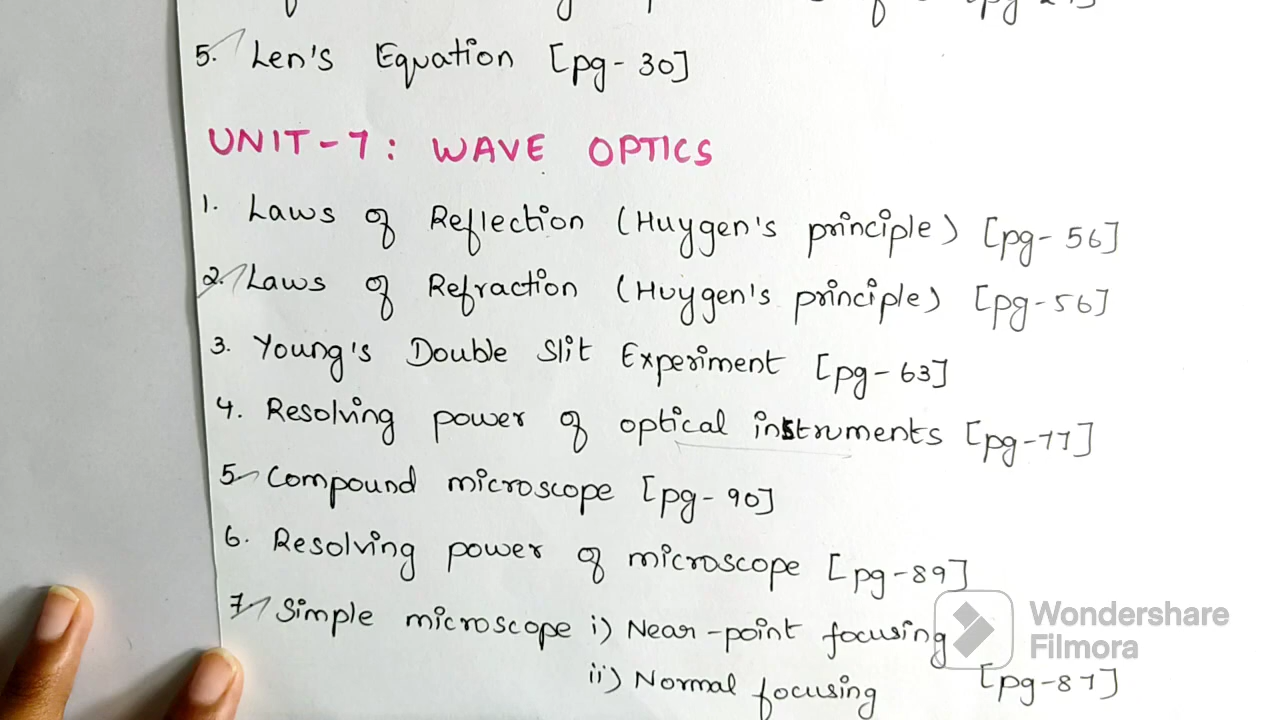 5. Len's Equation [pg-30]
UNIT-7: WAVE OPTICS
1. Laws of Reflection (Huygen's principle) [pg-56]
2. Laws of Refraction (Huygen's principle) [pg-56]
3. Young's Double Slit Experiment [pg-63]
4. Resolving power of optical instruments [pg-77]
5. Compound microscope [pg-90]
6. Resolving power of microscope [pg-89]
7. Simple microscope i) Near-point focusing
ii) Normal focusing [pg-87]
Wondershare
Filmora